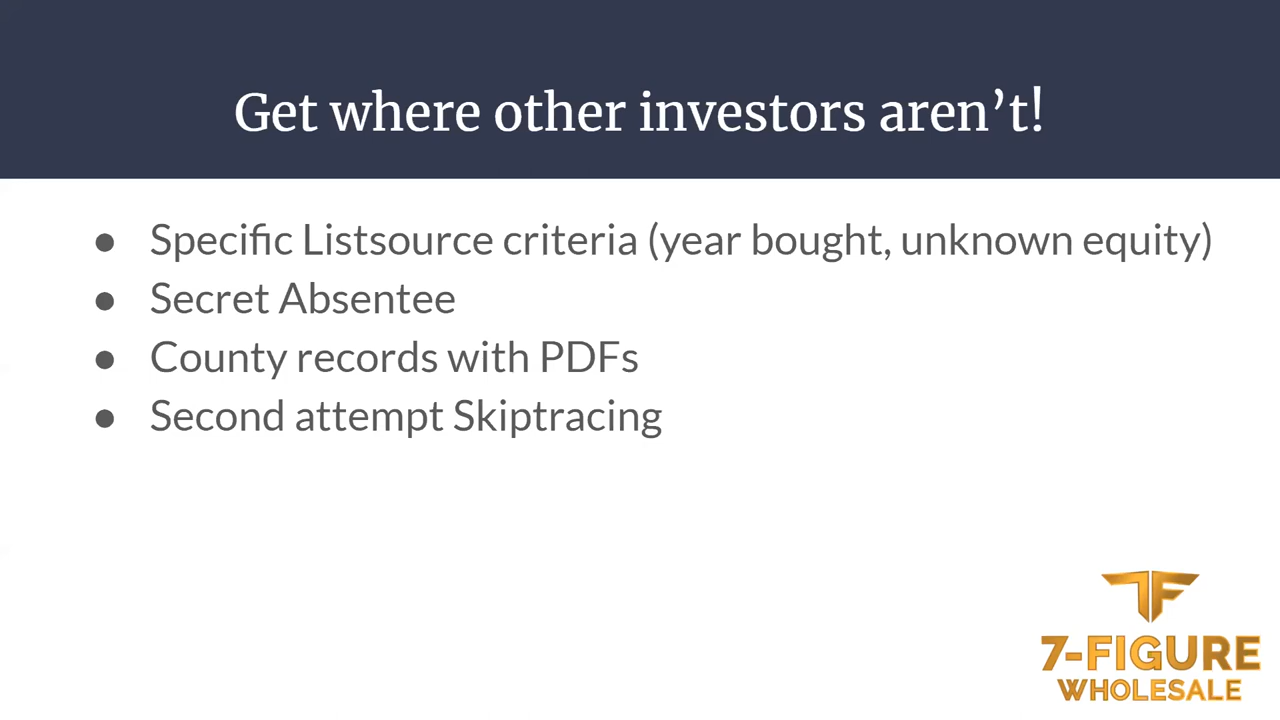 Get where other investors aren’t!
● Specific Listsource criteria (year bought, unknown equity)
● Secret Absentee
● County records with PDFs
● Second attempt Skiptracing
7F
7-FIGURE
WHOLESALE